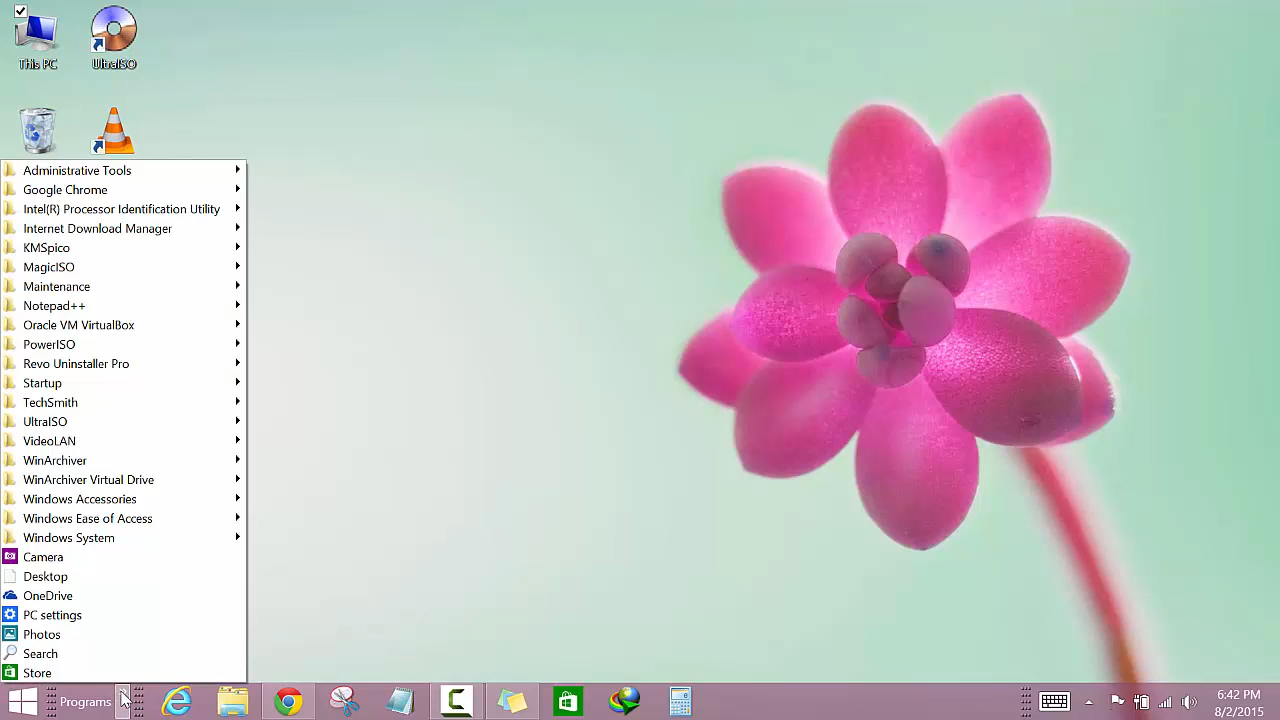 This PC
UltraISO
Administrative Tools
Google Chrome
Intel(R) Processor Identification Utility
Internet Download Manager
KMSpico
MagicISO
Maintenance
Notepad++
Oracle VM VirtualBox
PowerISO
Revo Uninstaller Pro
Startup
TechSmith
UltraISO
VideoLAN
WinArchiver
WinArchiver Virtual Drive
Windows Accessories
Windows Ease of Access
Windows System
Camera
Desktop
OneDrive
PC settings
Photos
Search
Store
Programs
6:42 PM
8/2/2015